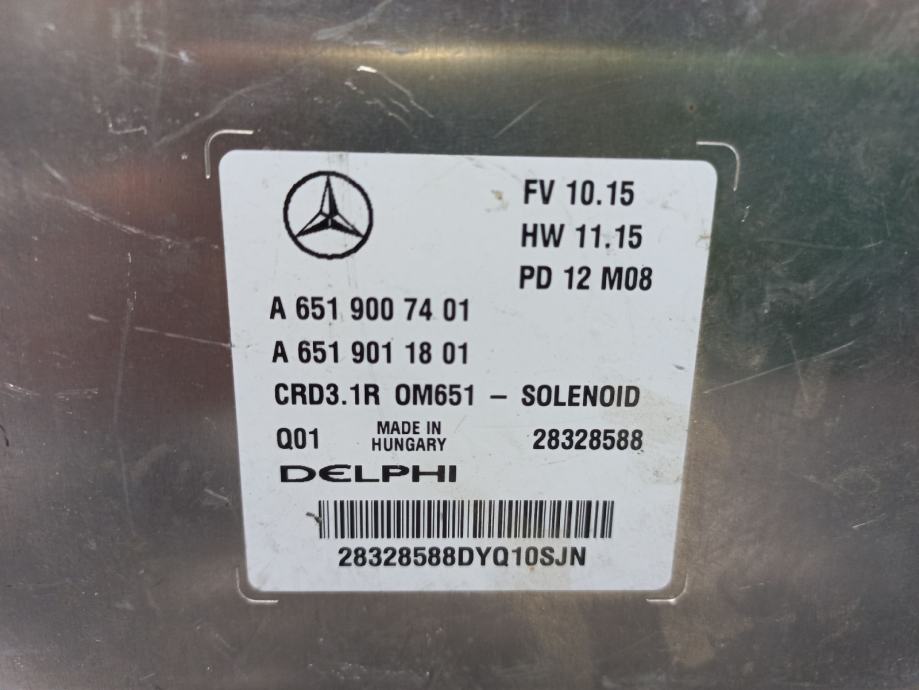 FV 10.15
HW 11.15
PD 12 M08
A 651 900 74 01
A 651 901 18 01
CRD3.1R OM651 – SOLENOID
Q01 MADE IN HUNGARY 28328588
DELPHI
28328588DYQ10SJN